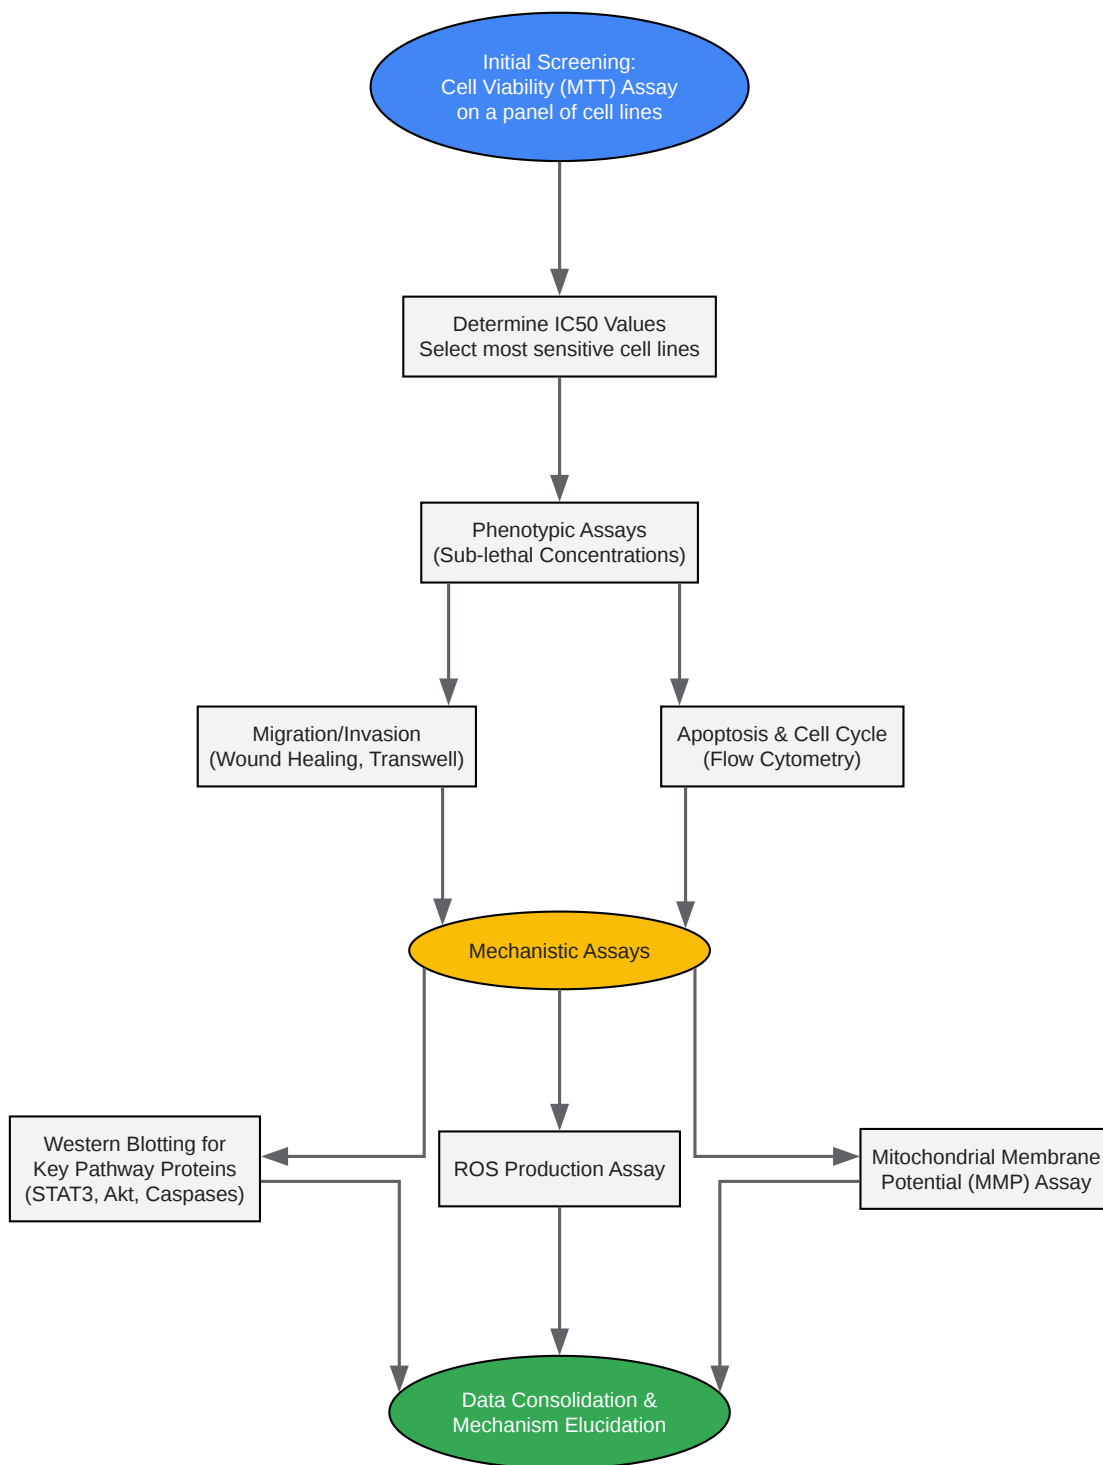 Initial Screening:
Cell Viability (MTT) Assay
on a panel of cell lines
Determine IC50 Values
Select most sensitive cell lines
Phenotypic Assays
(Sub-lethal Concentrations)
Migration/Invasion
(Wound Healing, Transwell)
Apoptosis & Cell Cycle
(Flow Cytometry)
Mechanistic Assays
Western Blotting for
Key Pathway Proteins
(STAT3, Akt, Caspases)
ROS Production Assay
Mitochondrial Membrane
Potential (MMP) Assay
Data Consolidation &
Mechanism Elucidation